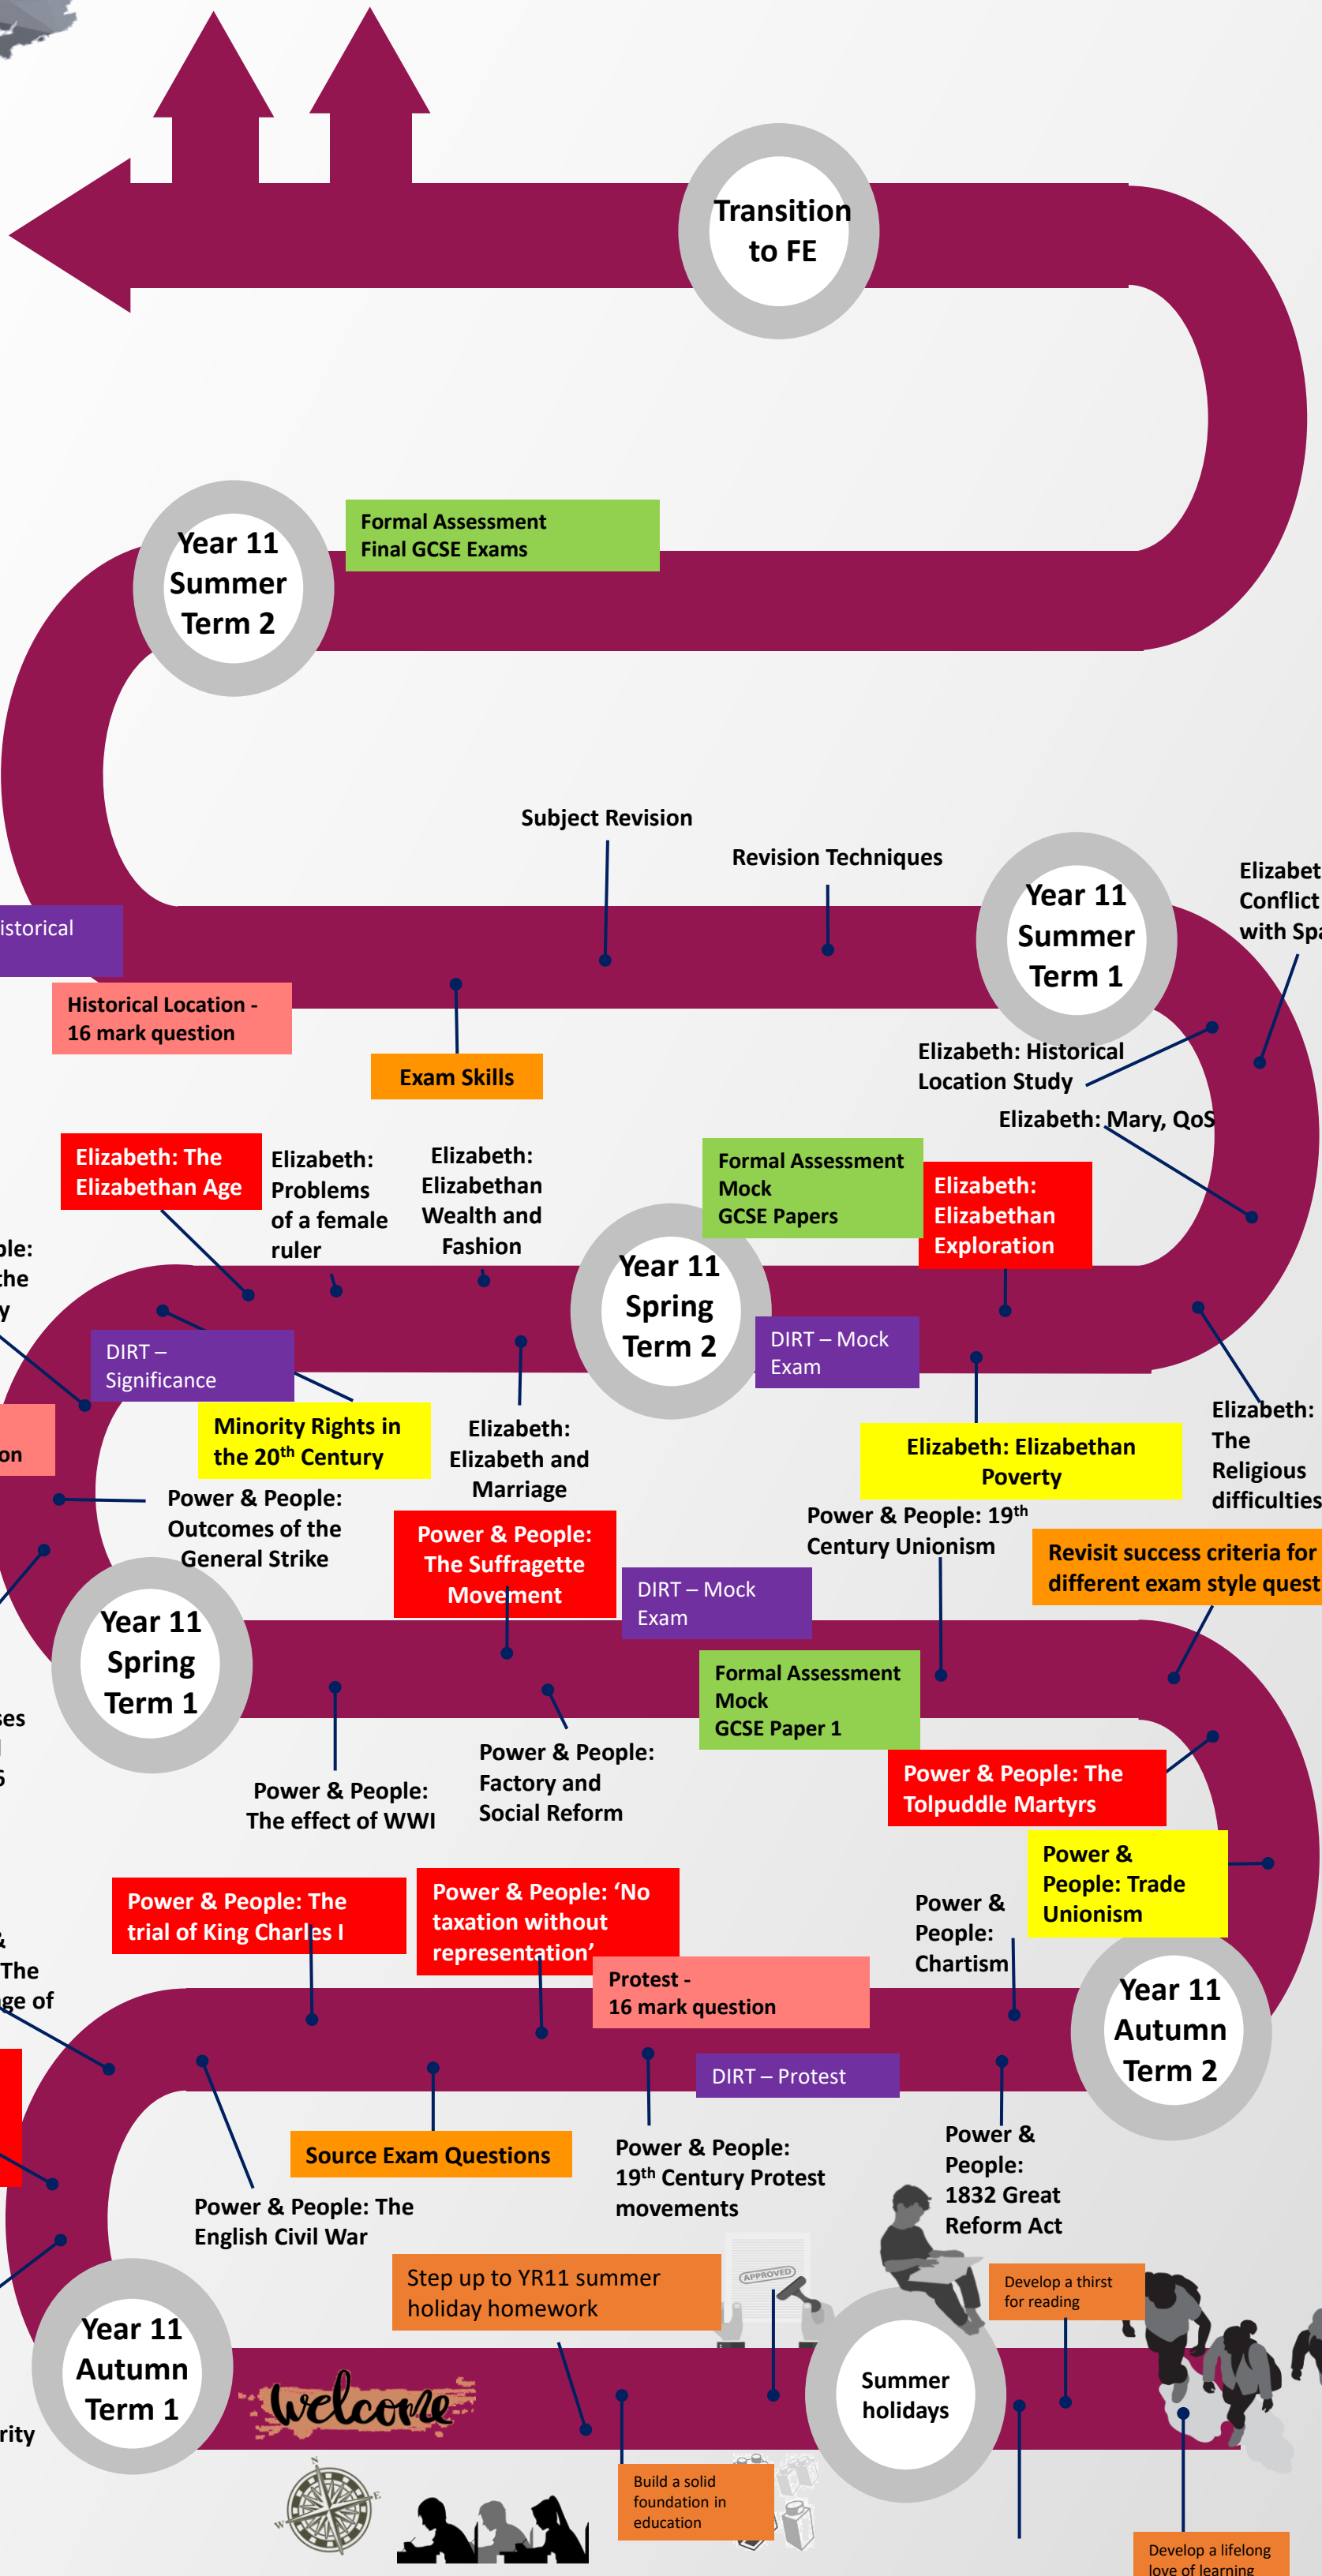 Transition
to FE
Formal Assessment
Final GCSE Exams
Year 11
Summer
Term 2
Subject Revision
Revision Techniques
Year 11
Summer
Term 1
Conflict
with
Historical Location -
16 mark question
Exam Skills
Elizabeth: Historical
Location Study
Elizabeth: Mary, QoS
Elizabeth: The
Elizabethan Age
Elizabeth:
Problems
of a female
ruler
Elizabeth:
Elizabethan
Wealth and
Fashion
Formal Assessment
Mock
GCSE Papers
Elizabeth:
Elizabethan
Exploration
the
Year 11
Spring
Term 2
DIRT –
Significance
DIRT – Mock
Exam
Minority Rights in
the 20th Century
Elizabeth:
Elizabeth and
Marriage
Elizabeth: Elizabethan
Poverty
Elizabeth:
The
Religious
difficulties
Power & People:
Outcomes of the
General Strike
Power & People:
The Suffragette
Movement
DIRT – Mock
Exam
Power & People: 19th
Century Unionism
Revisit success criteria for
different exam style
Year 11
Spring
Term 1
Formal Assessment
Mock
GCSE Paper 1
Power & People:
The effect of WWI
Power & People:
Factory and
Social Reform
Power & People: The
Tolpuddle Martyrs
Power &
People: Trade
Unionism
Power & People: The
trial of King Charles I
Power & People: ‘No
taxation without
representation’
Power &
People:
Chartism
&
The
of
Protest -
16 mark question
Year 11
Autumn
Term 2
DIRT – Protest
Source Exam Questions
Power & People:
19th Century Protest
movements
Power &
People:
1832 Great
Reform Act
Power & People: The
English Civil War
Step up to YR11 summer
holiday homework
APPROVED
Develop a thirst
for reading
Year 11
Autumn
Term 1
welcome
Summer
holidays
N
E
W
Build a solid
foundation in
education
Develop a lifelong
love of learning